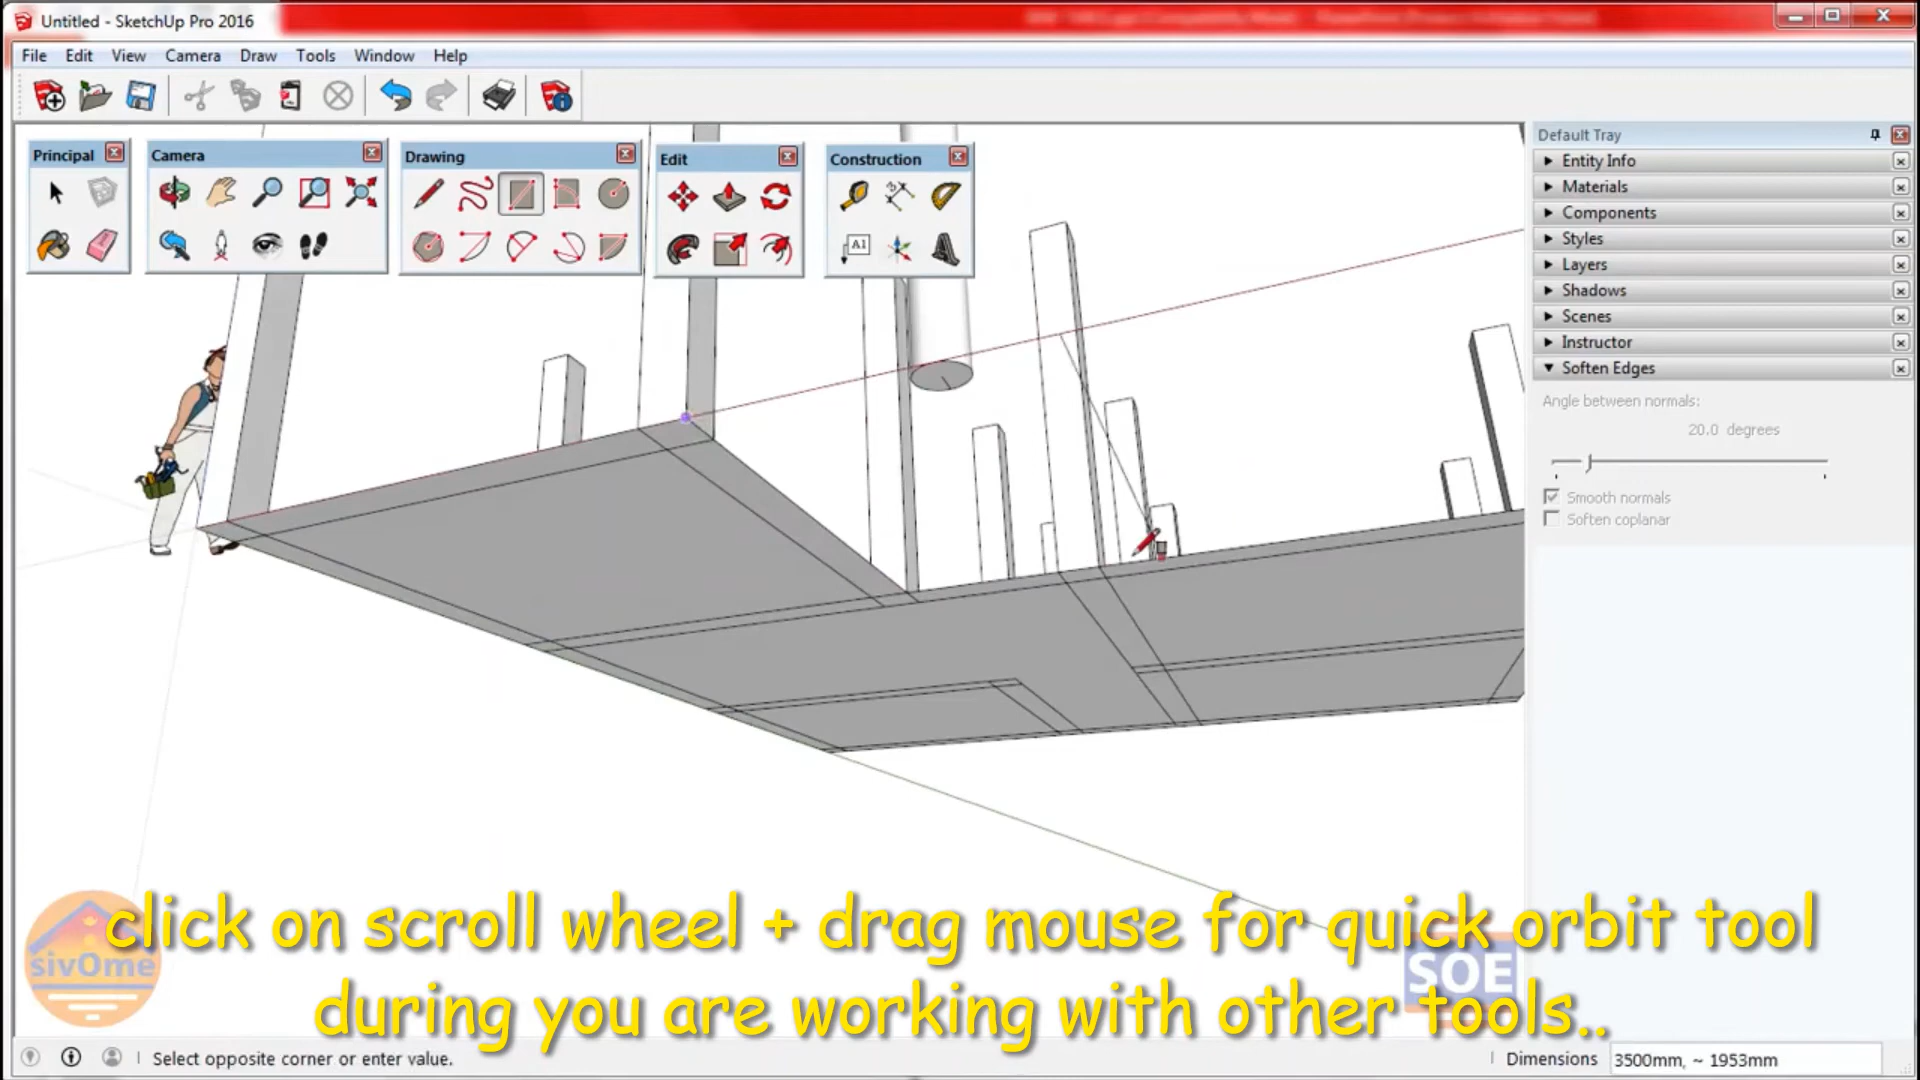 Untitled - SketchUp Pro 2016
File Edit View Camera Draw Tools Window Help
Principal
Camera
Drawing
Edit
Construction
A1
Default Tray
Entity Info
Materials
Components
Styles
Layers
Shadows
Scenes
Instructor
Soften Edges
Angle between normals:
20.0 degrees
Smooth normals
Soften coplanar
click on scroll wheel + drag mouse for quick orbit tool
during you are working with other tools..
sivOme
SOE
Select opposite corner or enter value.
Dimensions 3500mm, ~ 1953mm